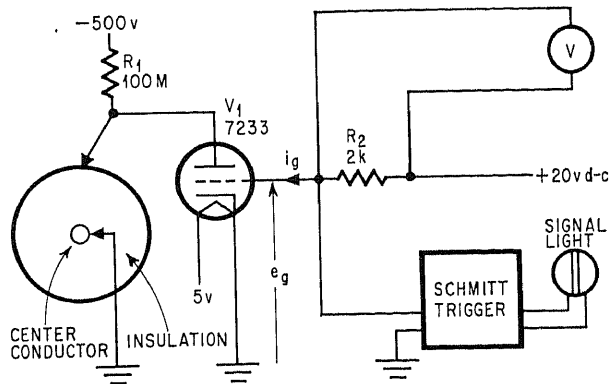 -500v
R1
100M
V1
7233
ig
R2
2k
V
+20v d-c
SIGNAL
LIGHT
SCHMITT
TRIGGER
5v
eg
CENTER
CONDUCTOR
INSULATION